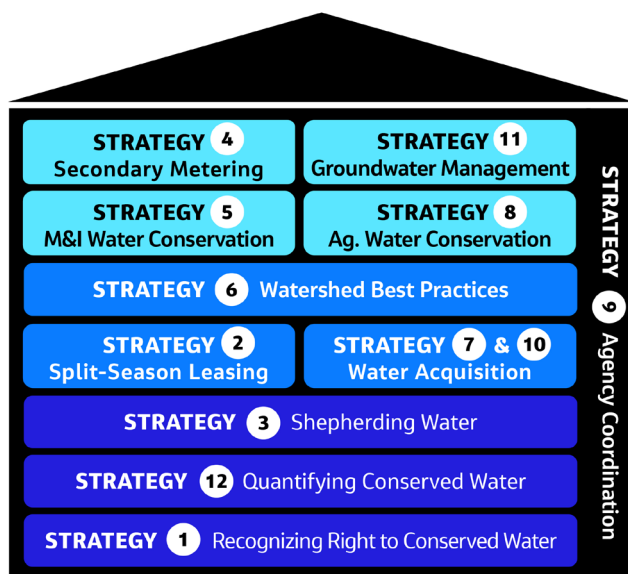 STRATEGY 4
Secondary Metering
STRATEGY 11
Groundwater Management
STRATEGY 5
M&I Water Conservation
STRATEGY 8
Ag. Water Conservation
STRATEGY 6 Watershed Best Practices
STRATEGY 2
Split-Season Leasing
STRATEGY 7 & 10
Water Acquisition
STRATEGY 3 Shepherding Water
STRATEGY 12 Quantifying Conserved Water
STRATEGY 1 Recognizing Right to Conserved Water
STRATEGY 9 Agency Coordination